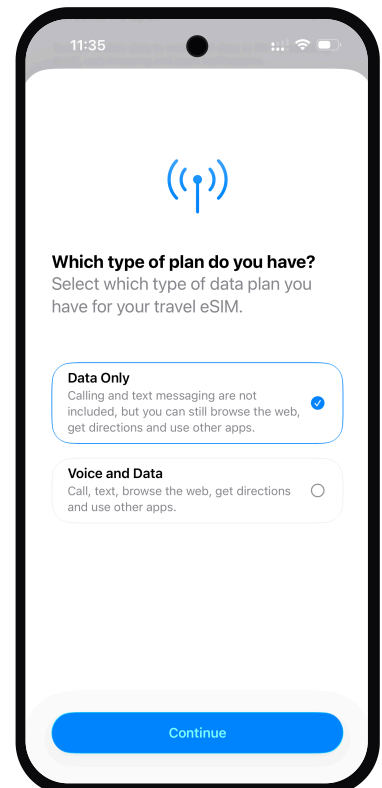 11:35
Which type of plan do you have?
Select which type of data plan you
have for your travel eSIM.
Data Only
Calling and text messaging are not
included, but you can still browse the web,
get directions and use other apps.
Voice and Data
Call, text, browse the web, get directions
and use other apps.
Continue